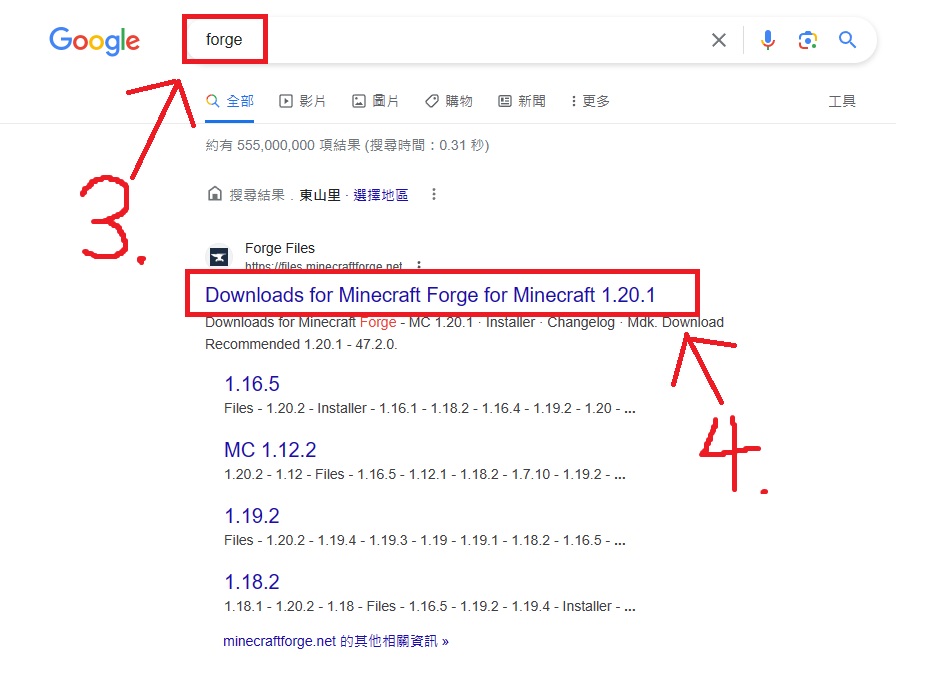 Google
forge
3.
全部 影片 圖片 購物 新聞 更多 工具
約有 555,000,000 項結果 (搜尋時間：0.31 秒)
搜尋結果 . 東山里 · 選擇地區
Forge Files
https://files.minecraftforge.net
Downloads for Minecraft Forge for Minecraft 1.20.1
Downloads for Minecraft Forge - MC 1.20.1 · Installer · Changelog · Mdk. Download
Recommended 1.20.1 - 47.2.0.
4.
1.16.5
Files - 1.20.2 - Installer - 1.16.1 - 1.18.2 - 1.16.4 - 1.19.2 - 1.20 - ...
MC 1.12.2
1.20.2 - 1.12 - Files - 1.16.5 - 1.12.1 - 1.18.2 - 1.7.10 - 1.19.2 - ...
1.19.2
Files - 1.20.2 - 1.19.4 - 1.19.3 - 1.19 - 1.19.1 - 1.18.2 - 1.16.5 - ...
1.18.2
1.18.1 - 1.20.2 - 1.18 - Files - 1.16.5 - 1.19.2 - 1.19.4 - Installer - ...
minecraftforge.net 的其他相關資訊 »